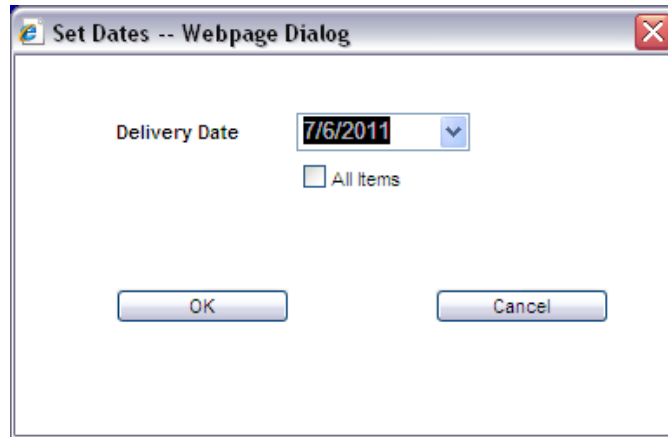 Set Dates -- Webpage Dialog
Delivery Date 7/6/2011
All Items
OK Cancel